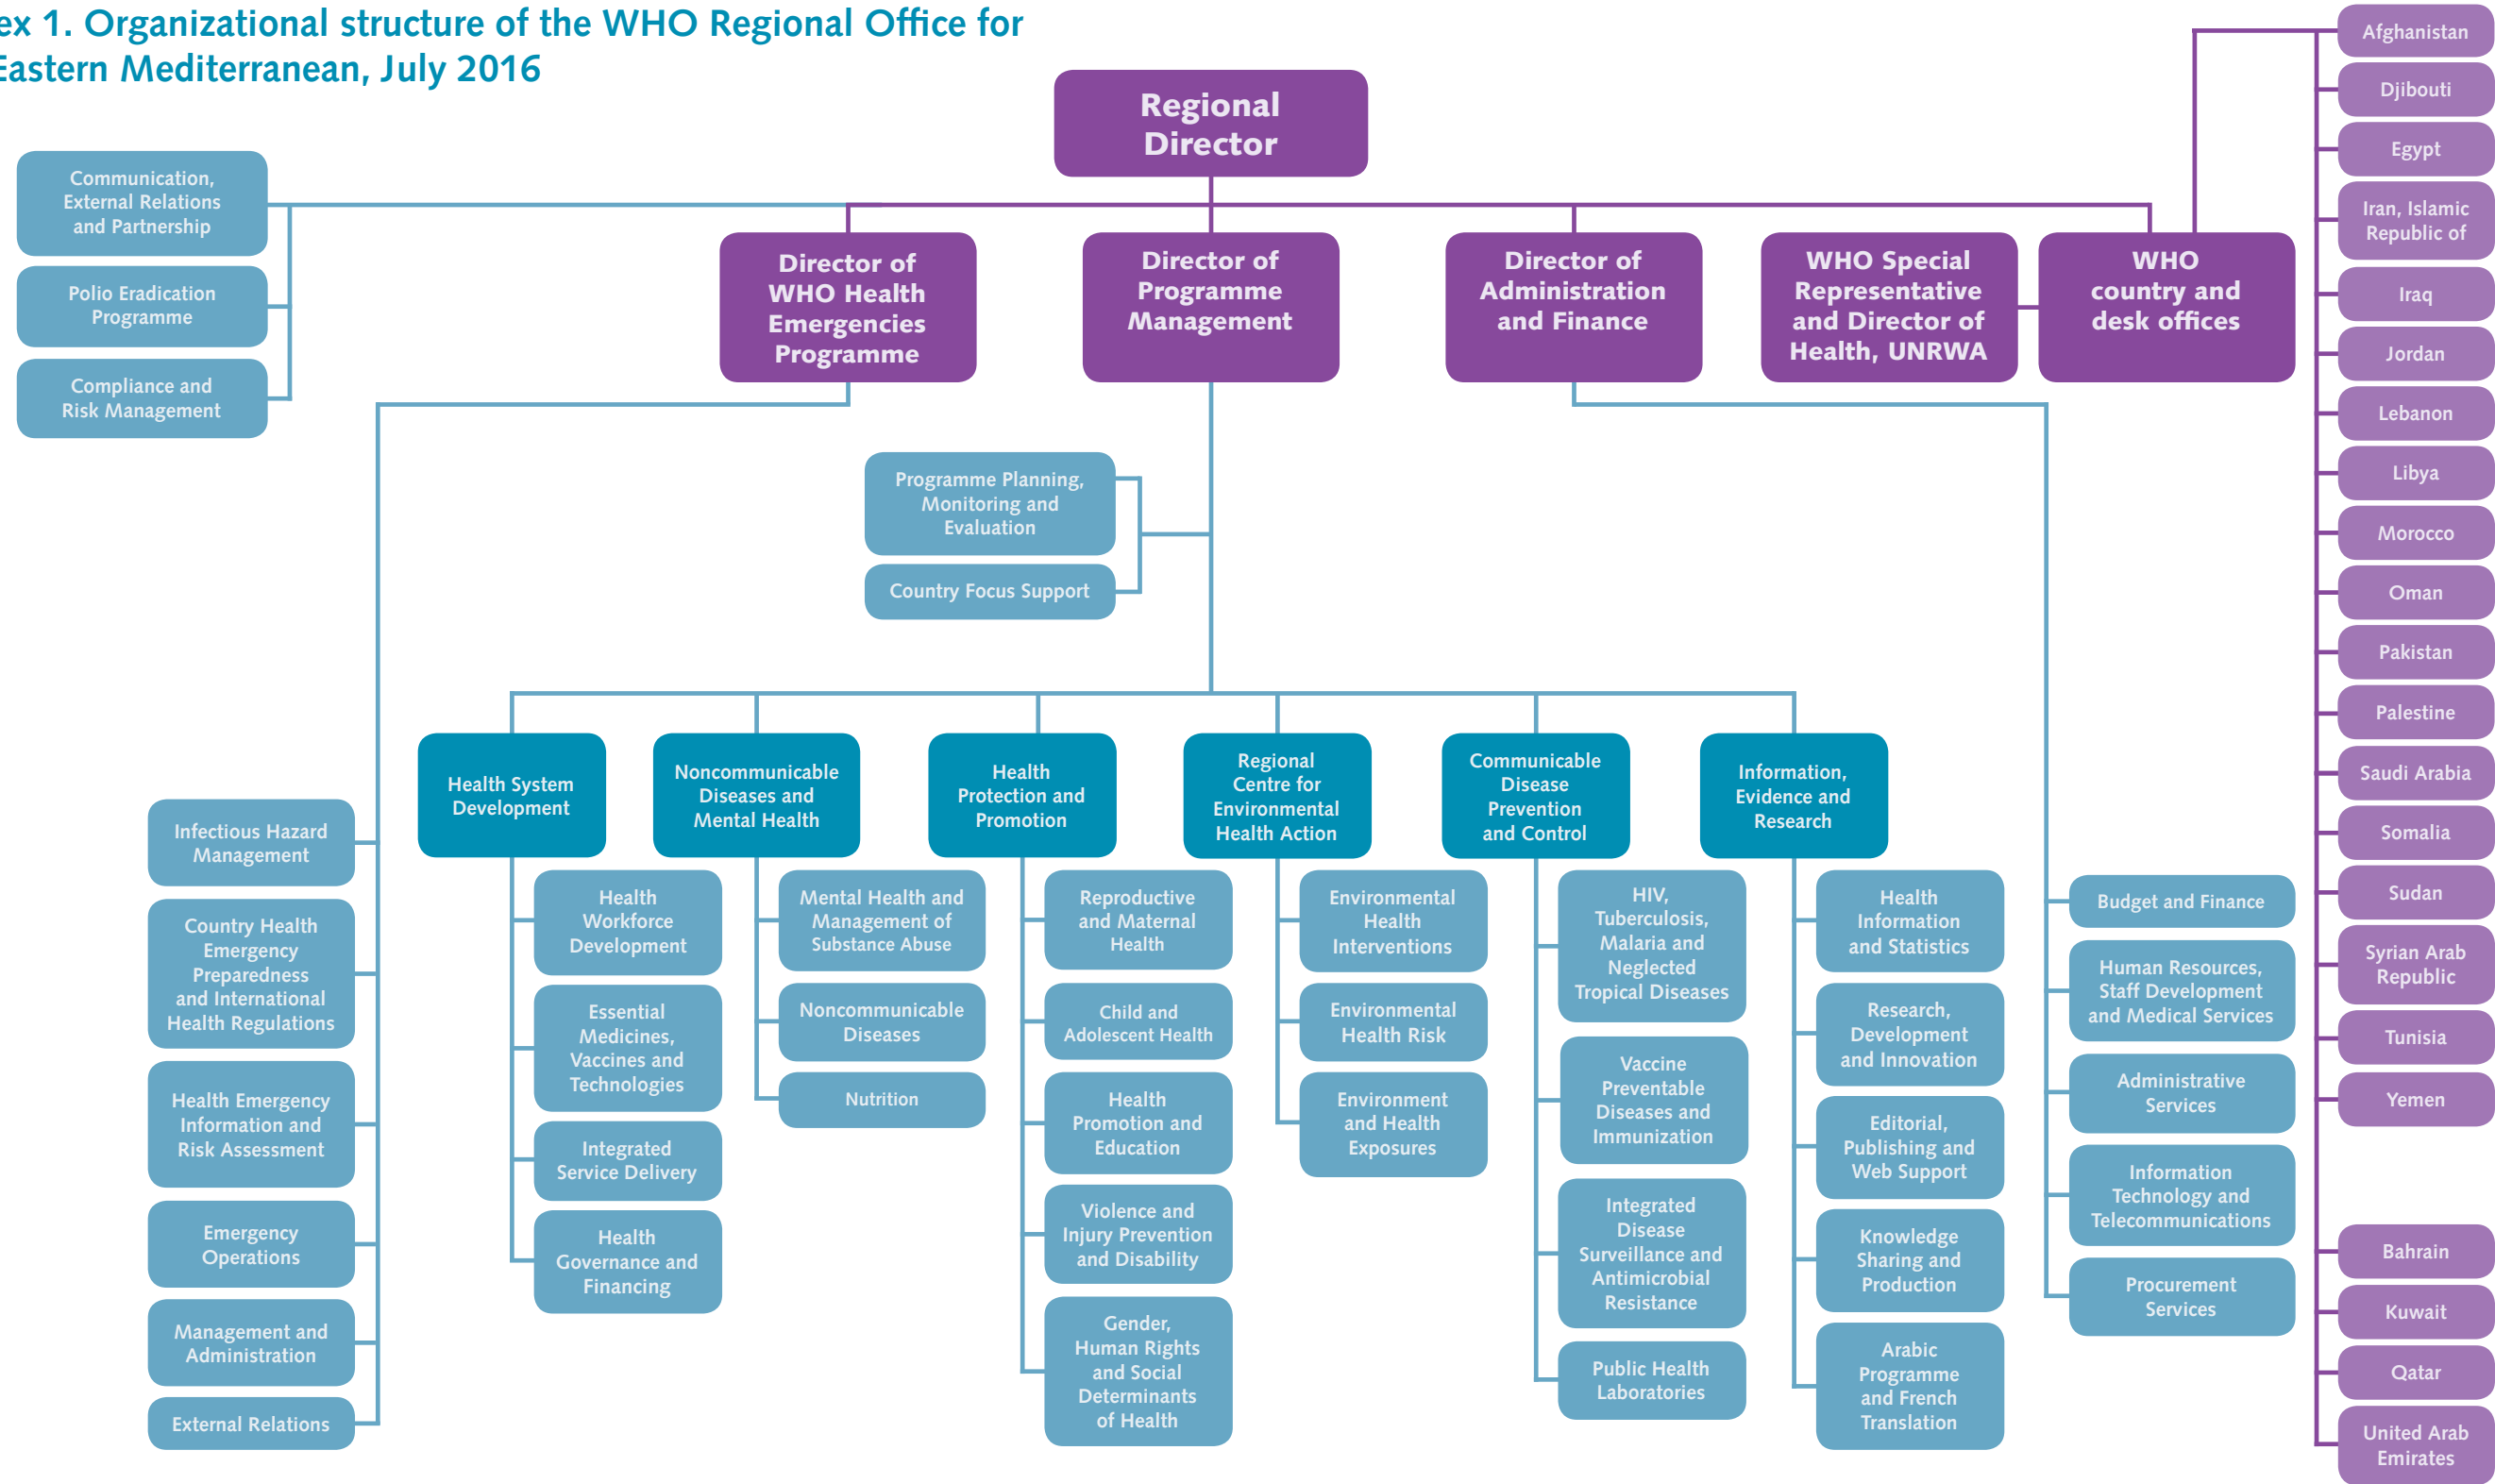 ex 1. Organizational structure of the WHO Regional Office for
Eastern Mediterranean, July 2016
Regional
Director
Communication,
External Relations
and Partnership
Polio Eradication
Programme
Compliance and
Risk Management
Director of
WHO Health
Emergencies
Programme
Director of
Programme
Management
Director of
Administration
and Finance
WHO Special
Representative
and Director of
Health, UNRWA
WHO
country and
desk offices
Programme Planning,
Monitoring and
Evaluation
Country Focus Support
Infectious Hazard
Management
Country Health
Emergency
Preparedness
and International
Health Regulations
Health Emergency
Information and
Risk Assessment
Emergency
Operations
Management and
Administration
External Relations
Health System
Development
Health
Workforce
Development
Essential
Medicines,
Vaccines and
Technologies
Integrated
Service Delivery
Health
Governance and
Financing
Noncommunicable
Diseases and
Mental Health
Mental Health and
Management of
Substance Abuse
Noncommunicable
Diseases
Nutrition
Health
Protection and
Promotion
Reproductive
and Maternal
Health
Child and
Adolescent Health
Health
Promotion and
Education
Violence and
Injury Prevention
and Disability
Gender,
Human Rights
and Social
Determinants
of Health
Regional
Centre for
Environmental
Health Action
Environmental
Health
Interventions
Environmental
Health Risk
Environment
and Health
Exposures
Communicable
Disease
Prevention
and Control
HIV,
Tuberculosis,
Malaria and
Neglected
Tropical Diseases
Vaccine
Preventable
Diseases and
Immunization
Integrated
Disease
Surveillance and
Antimicrobial
Resistance
Public Health
Laboratories
Information,
Evidence and
Research
Health
Information
and Statistics
Research,
Development
and Innovation
Editorial,
Publishing and
Web Support
Knowledge
Sharing and
Production
Arabic
Programme
and French
Translation
Budget and Finance
Human Resources,
Staff Development
and Medical Services
Administrative
Services
Information
Technology and
Telecommunications
Procurement
Services
Afghanistan
Djibouti
Egypt
Iran, Islamic
Republic of
Iraq
Jordan
Lebanon
Libya
Morocco
Oman
Pakistan
Palestine
Saudi Arabia
Somalia
Sudan
Syrian Arab
Republic
Tunisia
Yemen
Bahrain
Kuwait
Qatar
United Arab
Emirates